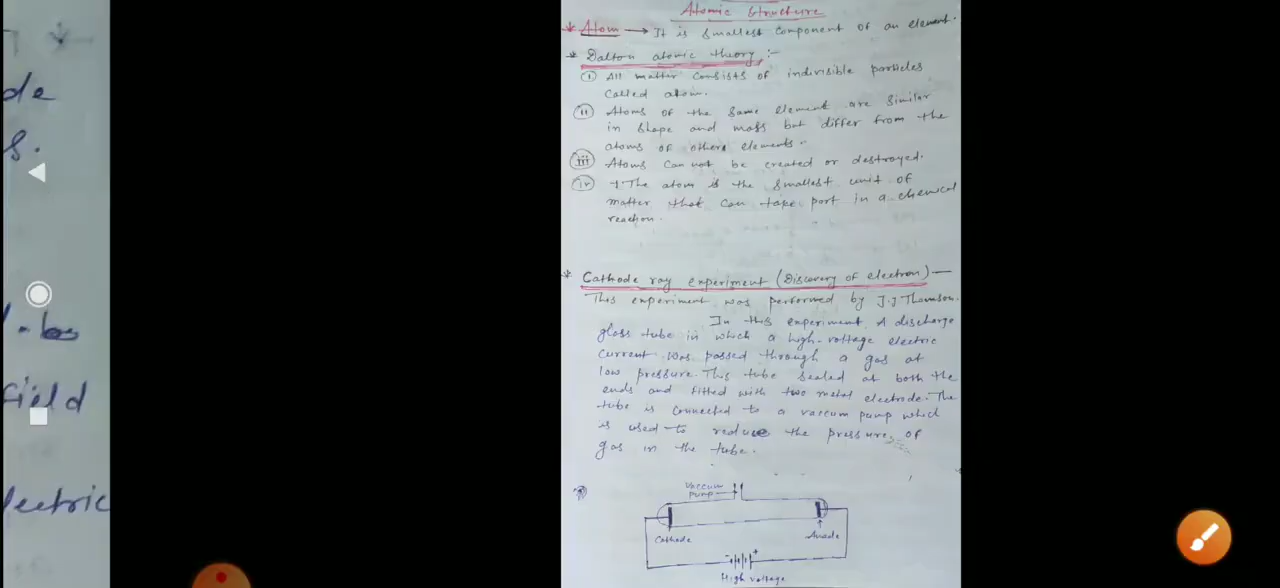 de
s.
field
lectric
Atomic Structure
* Atom → It is smallest component of an element.
* Dalton atomic theory :-
(i) All matter consists of indivisible particles
called atom.
(ii) Atoms of the same element are similar
in shape and mass but differ from the
atoms of others elements.
(iii) Atoms can not be created or destroyed.
(iv) The atom is the smallest unit of
matter that can take part in a chemical
reaction.
* Cathode ray experiment (Discovery of electron) —
This experiment was performed by J.J Thomson.
In this experiment, A discharge
glass tube in which a high-voltage electric
current was passed through a gas at
low pressure. This tube sealed at both the
ends and fitted with two metal electrode. The
tube is connected to a vaccum pump which
is used to reduce the pressures of
gas in the tube.
Vaccum
pump →
Cathode
Anode
- +
High voltage